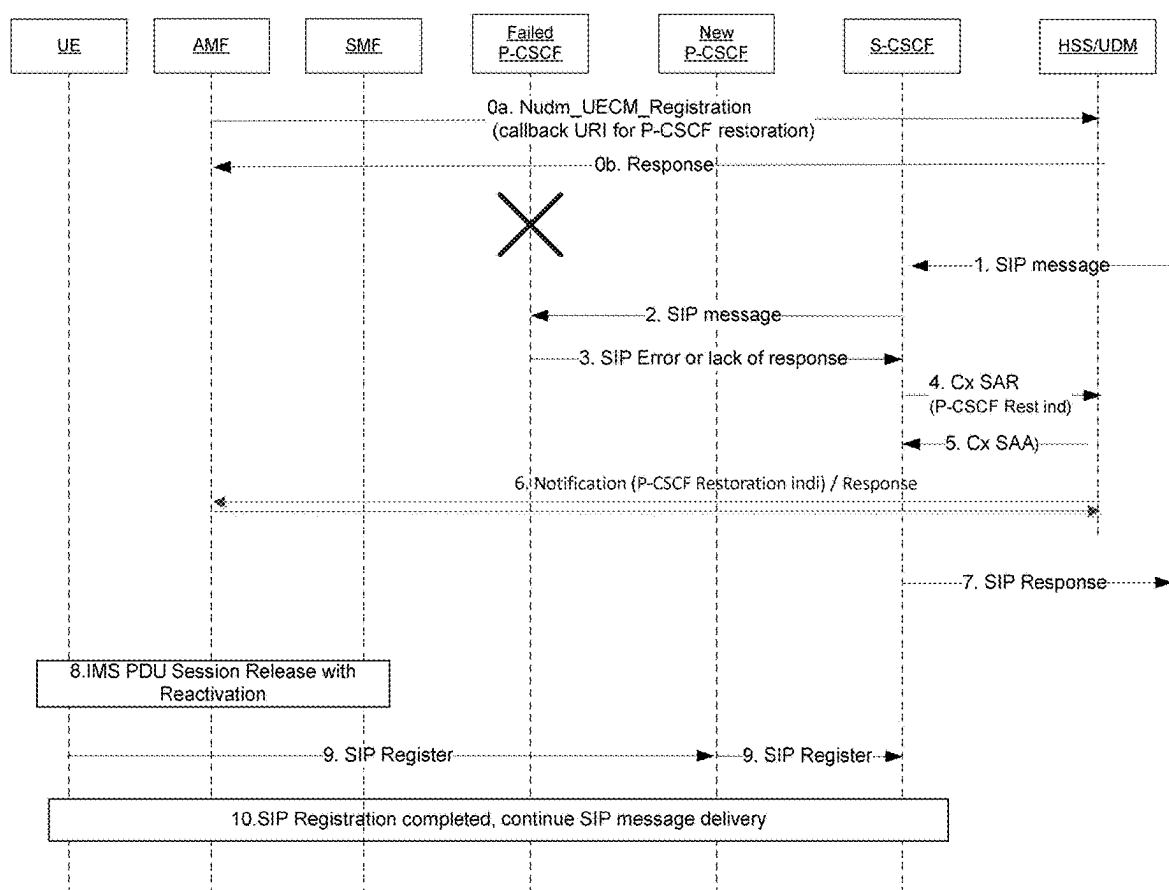 UE
AMF
SMF
Failed
P-CSCF
New
P-CSCF
S-CSCF
HSS/UDM
0a. Nudm_UECM_Registration
(callback URI for P-CSCF restoration)
0b. Response
1. SIP message
2. SIP message
3. SIP Error or lack of response
4. Cx SAR
(P-CSCF Rest ind)
5. Cx SAA)
6. Notification (P-CSCF Restoration indi) / Response
7. SIP Response
8.IMS PDU Session Release with
Reactivation
9. SIP Register
9. SIP Register
10.SIP Registration completed, continue SIP message delivery